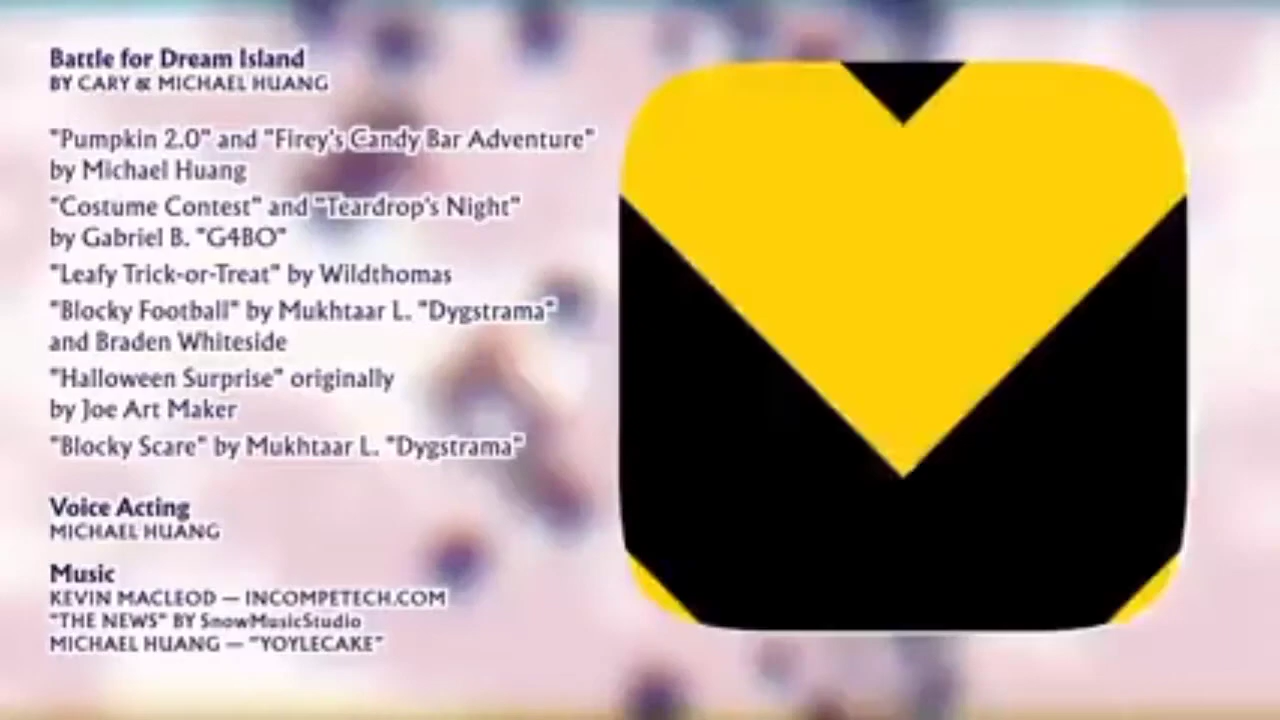 Battle for Dream Island
BY CARY & MICHAEL HUANG
"Pumpkin 2.0" and "Firey's Candy Bar Adventure"
by Michael Huang
"Costume Contest" and "Teardrop's Night"
by Gabriel B. "G4BO"
"Leafy Trick-or-Treat" by Wildthomas
"Blocky Football" by Mukhtaar L. "Dygstrama"
and Braden Whiteside
"Halloween Surprise" originally
by Joe Art Maker
"Blocky Scare" by Mukhtaar L. "Dygstrama"
Voice Acting
MICHAEL HUANG
Music
KEVIN MACLEOD — INCOMPETECH.COM
"THE NEWS" BY SnowMusicStudio
MICHAEL HUANG — "YOYLECAKE"